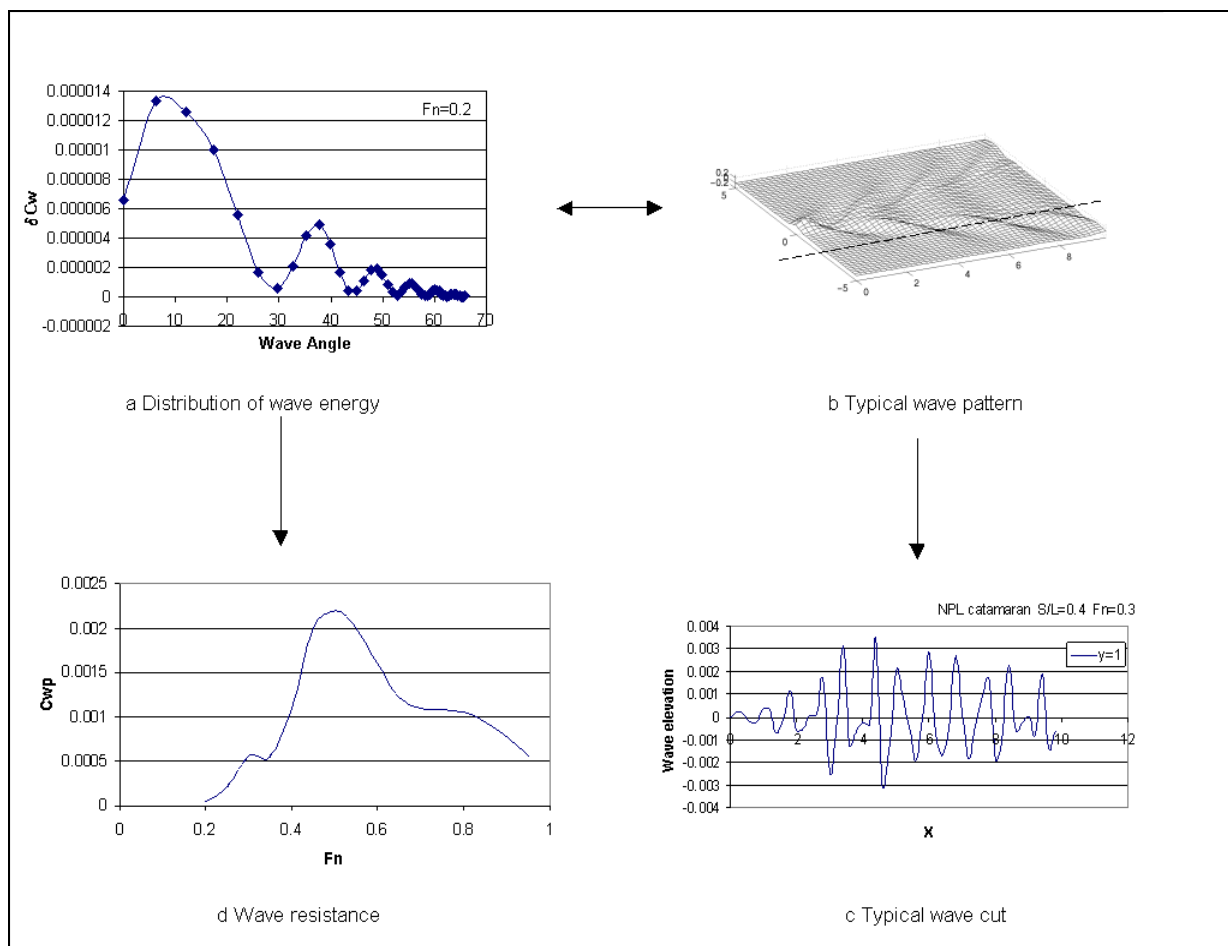 0.000014
0.000012
0.00001
0.000008
0.000006
0.000004
0.000002
0
-0.000002
δCw
Fn=0.2
0 10 20 30 40 50 60 70
Wave Angle
a Distribution of wave energy
0.2
0
-0.2
5
0
-5
0 2 4 6 8
b Typical wave pattern
0.0025
0.002
0.0015
0.001
0.0005
0
Cwp
0 0.2 0.4 0.6 0.8 1
Fn
d Wave resistance
NPL catamaran S/L=0.4 Fn=0.3
0.004
0.003
0.002
0.001
0
-0.001
-0.002
-0.003
-0.004
Wave elevation
y=1
0 2 4 6 8 10 12
X
c Typical wave cut